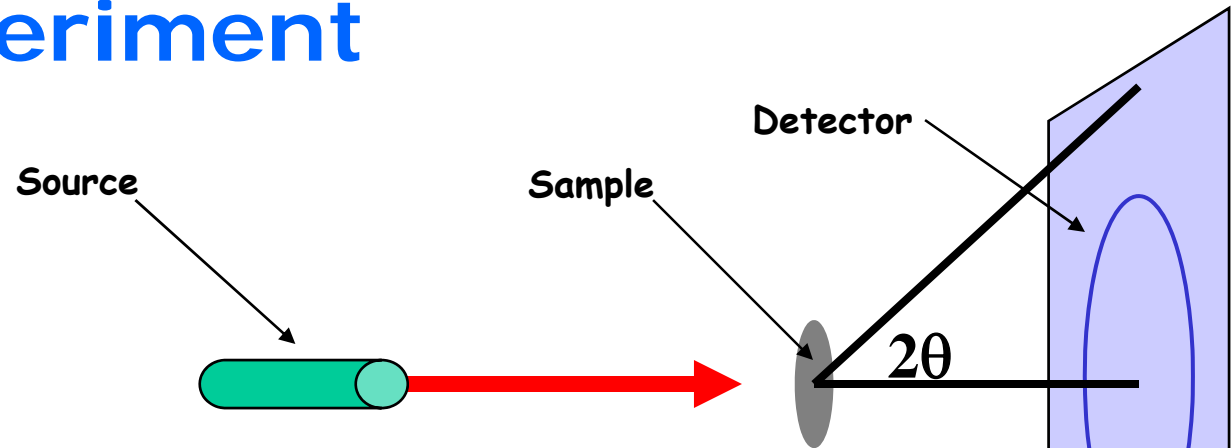 eriment
Detector
Source
Sample
2θ